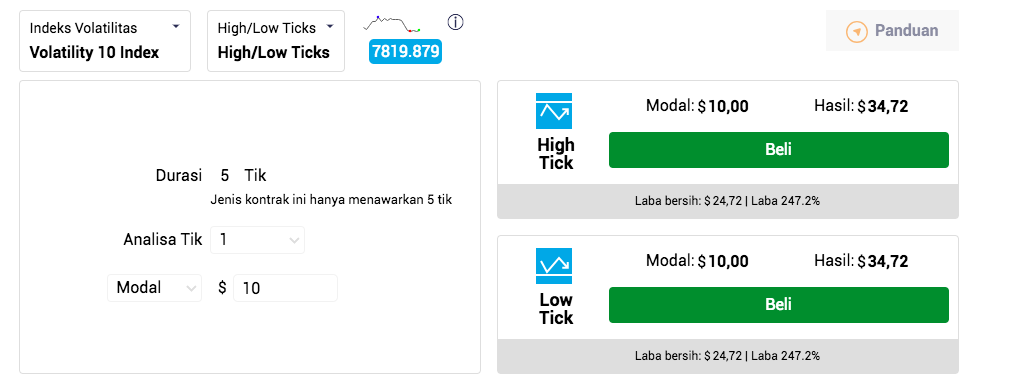 Indeks Volatilitas
Volatility 10 Index
High/Low Ticks
High/Low Ticks
7819.879
Panduan
Durasi 5 Tik
Jenis kontrak ini hanya menawarkan 5 tik
Analisa Tik 1
Modal $ 10
High
Tick
Modal: $10,00 Hasil: $34,72
Beli
Laba bersih: $24,72 | Laba 247.2%
Low
Tick
Modal: $10,00 Hasil: $34,72
Beli
Laba bersih: $24,72 | Laba 247.2%